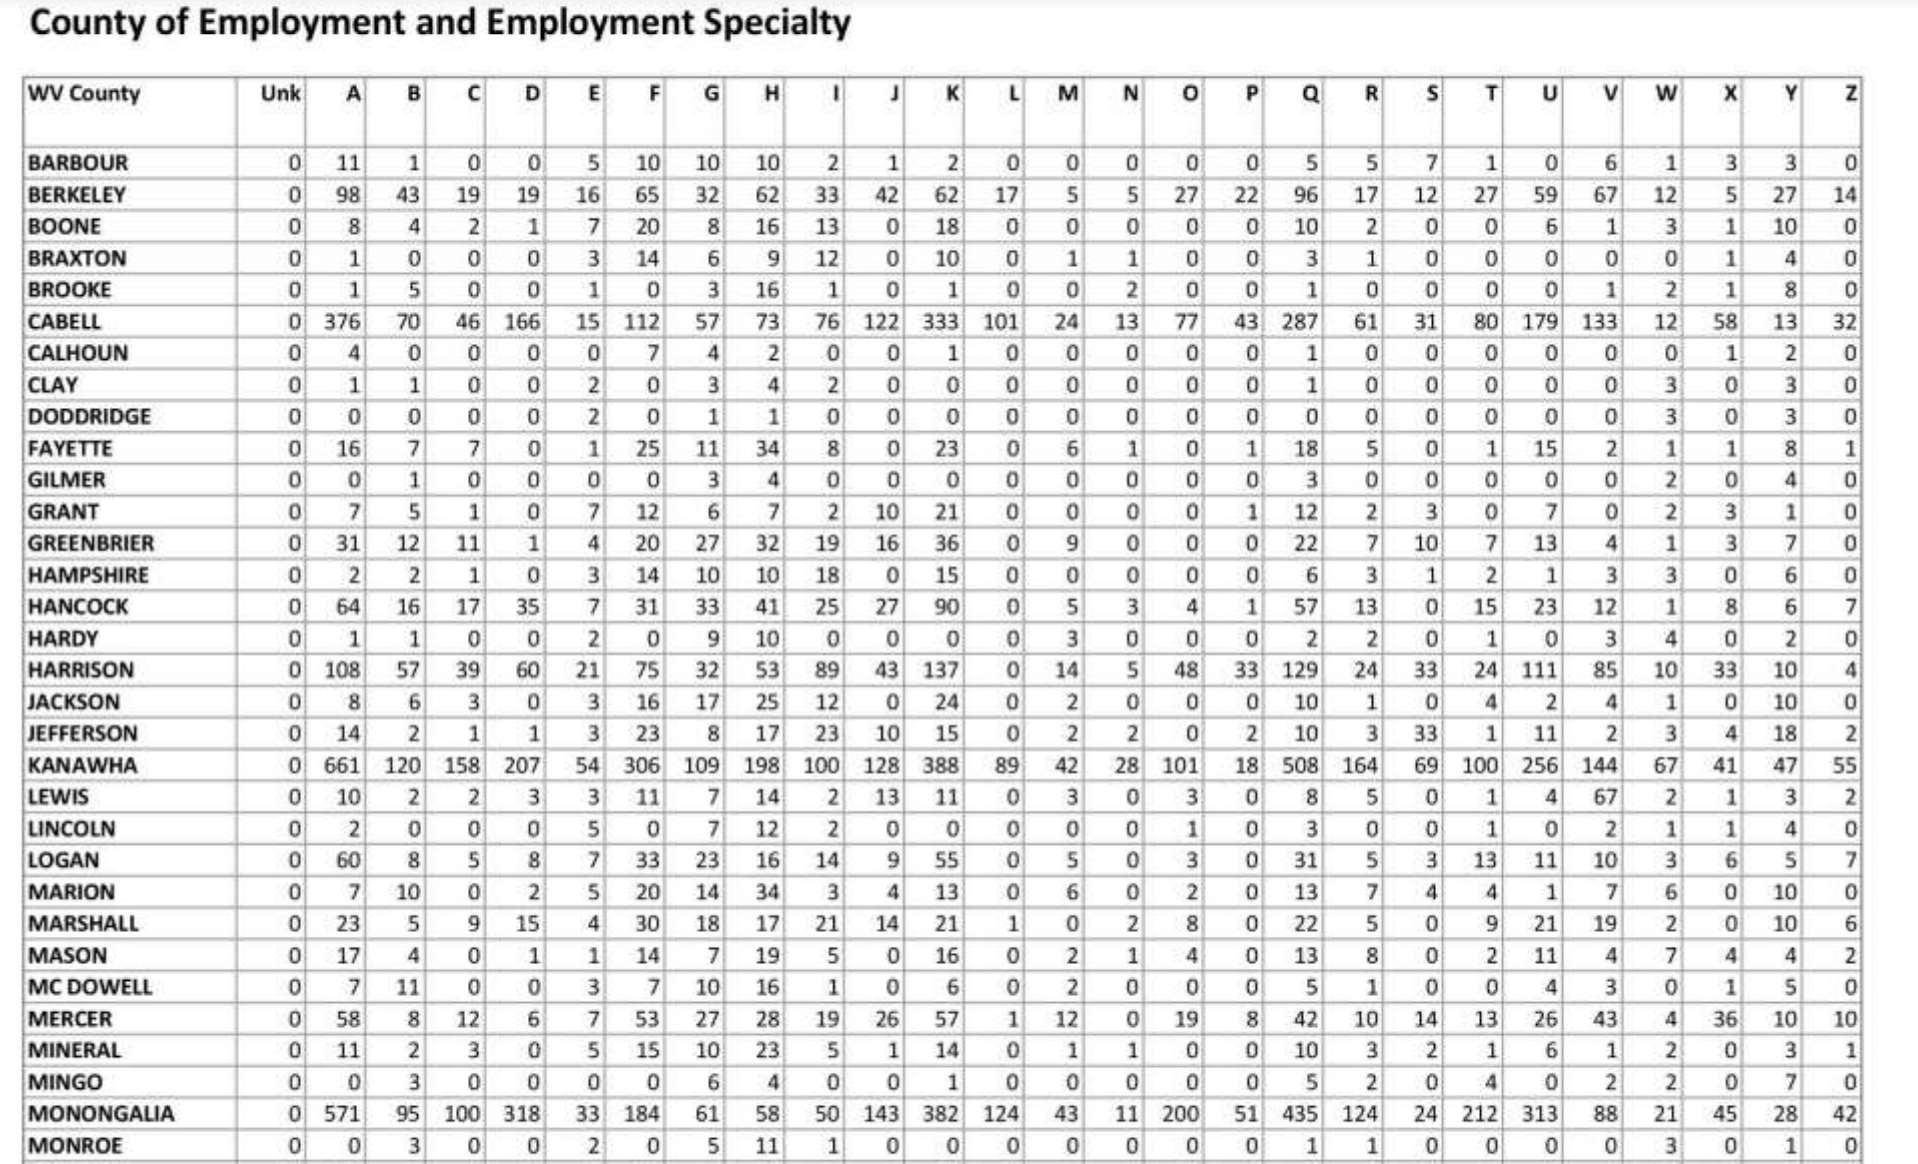 County of Employment and Employment Specialty
WV County Unk A B C D E F G H I J K L M N O P Q R S T U V W X Y Z
BARBOUR 0 11 1 0 0 5 10 10 10 2 1 2 0 0 0 0 0 5 5 7 1 0 6 1 3 3 0
BERKELEY 0 98 43 19 19 16 65 32 62 33 42 62 17 5 5 27 22 96 17 12 27 59 67 12 5 27 14
BOONE 0 8 4 2 1 7 20 8 16 13 0 18 0 0 0 0 0 10 2 0 0 6 1 3 1 10 0
BRAXTON 0 1 0 0 0 3 14 6 9 12 0 10 0 1 1 0 0 3 1 0 0 0 0 0 1 4 0
BROOKE 0 1 5 0 0 1 0 3 16 1 0 1 0 0 2 0 0 1 0 0 0 0 1 2 1 8 0
CABELL 0 376 70 46 166 15 112 57 73 76 122 333 101 24 13 77 43 287 61 31 80 179 133 12 58 13 32
CALHOUN 0 4 0 0 0 0 7 4 2 0 0 1 0 0 0 0 0 1 0 0 0 0 0 0 1 2 0
CLAY 0 1 1 0 0 2 0 3 4 2 0 0 0 0 0 0 0 1 0 0 0 0 0 3 0 3 0
DODDRIDGE 0 0 0 0 0 2 0 1 1 0 0 0 0 0 0 0 0 0 0 0 0 0 0 3 0 3 0
FAYETTE 0 16 7 7 0 1 25 11 34 8 0 23 0 6 1 0 1 18 5 0 1 15 2 1 1 8 1
GILMER 0 0 1 0 0 0 0 3 4 0 0 0 0 0 0 0 0 3 0 0 0 0 0 2 0 4 0
GRANT 0 7 5 1 0 7 12 6 7 2 10 21 0 0 0 0 1 12 2 3 0 7 0 2 3 1 0
GREENBRIER 0 31 12 11 1 4 20 27 32 19 16 36 0 9 0 0 0 22 7 10 7 13 4 1 3 7 0
HAMPSHIRE 0 2 2 1 0 3 14 10 10 18 0 15 0 0 0 0 0 6 3 1 2 1 3 3 0 6 0
HANCOCK 0 64 16 17 35 7 31 33 41 25 27 90 0 5 3 4 1 57 13 0 15 23 12 1 8 6 7
HARDY 0 1 1 0 0 2 0 9 10 0 0 0 0 3 0 0 0 2 2 0 1 0 3 4 0 2 0
HARRISON 0 108 57 39 60 21 75 32 53 89 43 137 0 14 5 48 33 129 24 33 24 111 85 10 33 10 4
JACKSON 0 8 6 3 0 3 16 17 25 12 0 24 0 2 0 0 0 10 1 0 4 2 4 1 0 10 0
JEFFERSON 0 14 2 1 1 3 23 8 17 23 10 15 0 2 2 0 2 10 3 33 1 11 2 3 4 18 2
KANAWHA 0 661 120 158 207 54 306 109 198 100 128 388 89 42 28 101 18 508 164 69 100 256 144 67 41 47 55
LEWIS 0 10 2 2 3 3 11 7 14 2 13 11 0 3 0 3 0 8 5 0 1 4 67 2 1 3 2
LINCOLN 0 2 0 0 0 5 0 7 12 2 0 0 0 0 0 1 0 3 0 0 1 0 2 1 1 4 0
LOGAN 0 60 8 5 8 7 33 23 16 14 9 55 0 5 0 3 0 31 5 3 13 11 10 3 6 5 7
MARION 0 7 10 0 2 5 20 14 34 3 4 13 0 6 0 2 0 13 7 4 4 1 7 6 0 10 0
MARSHALL 0 23 5 9 15 4 30 18 17 21 14 21 1 0 2 8 0 22 5 0 9 21 19 2 0 10 6
MASON 0 17 4 0 1 1 14 7 19 5 0 16 0 2 1 4 0 13 8 0 2 11 4 7 4 4 2
MC DOWELL 0 7 11 0 0 3 7 10 16 1 0 6 0 2 0 0 0 5 1 0 0 4 3 0 1 5 0
MERCER 0 58 8 12 6 7 53 27 28 19 26 57 1 12 0 19 8 42 10 14 13 26 43 4 36 10 10
MINERAL 0 11 2 3 0 5 15 10 23 5 1 14 0 1 1 0 0 10 3 2 1 6 1 2 0 3 1
MINGO 0 0 3 0 0 0 0 6 4 0 0 1 0 0 0 0 0 5 2 0 4 0 2 2 0 7 0
MONONGALIA 0 571 95 100 318 33 184 61 58 50 143 382 124 43 11 200 51 435 124 24 212 313 88 21 45 28 42
MONROE 0 0 3 0 0 2 0 5 11 1 0 0 0 0 0 0 0 1 1 0 0 0 0 3 0 1 0